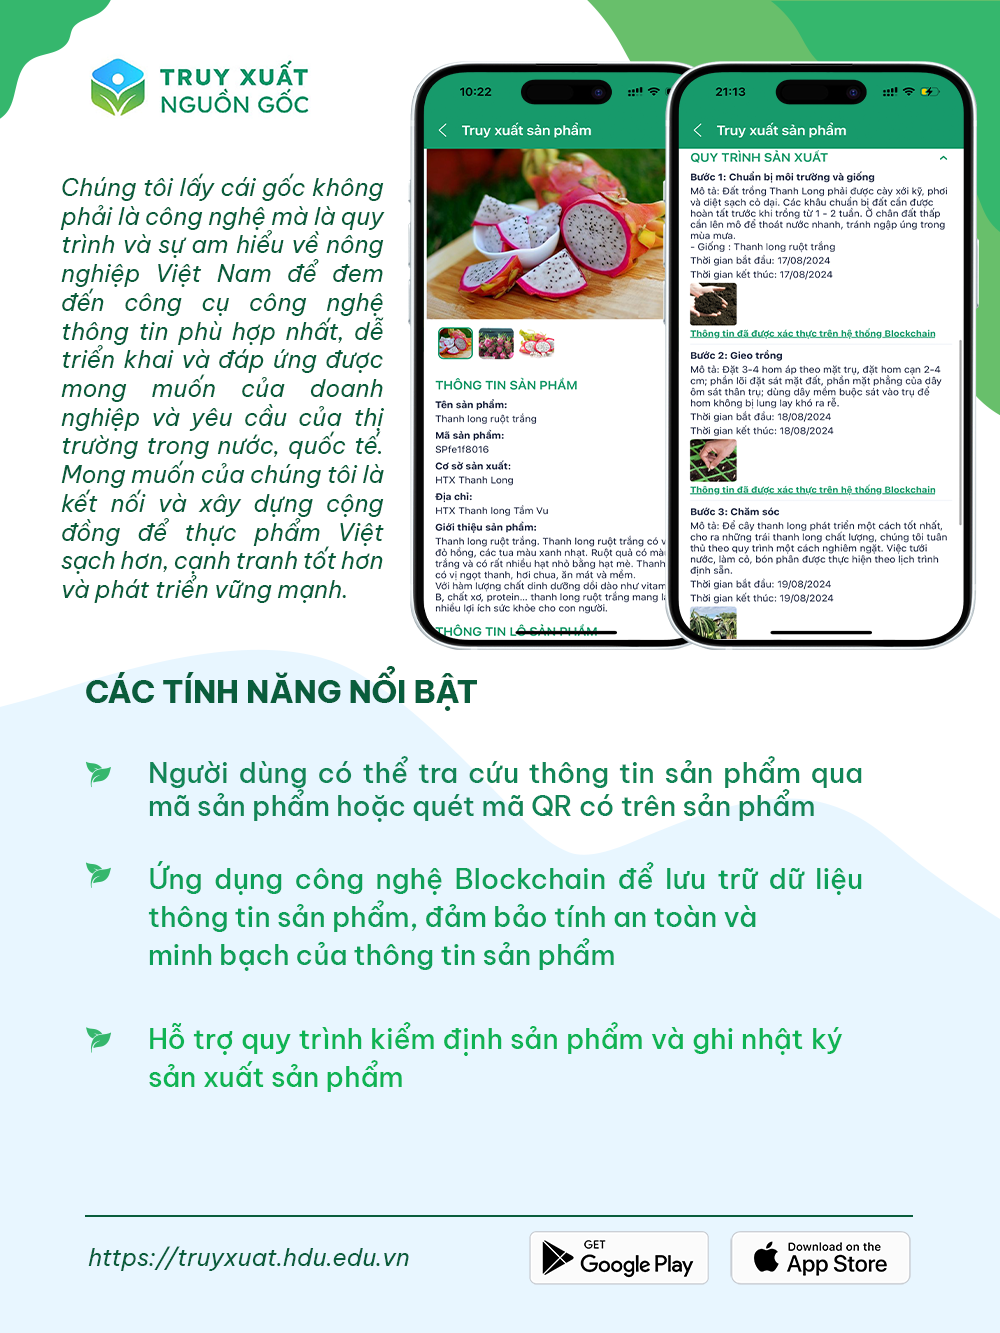 TRUY XUẤT
NGUỒN GỐC
Chúng tôi lấy cái gốc không
phải là công nghệ mà là quy
trình và sự am hiểu về nông
nghiệp Việt Nam để đem
đến công cụ công nghệ
thông tin phù hợp nhất, dễ
triển khai và đáp ứng được
mong muốn của doanh
nghiệp và yêu cầu của thị
trường trong nước, quốc tế.
Mong muốn của chúng tôi là
kết nối và xây dựng cộng
đồng để thực phẩm Việt
sạch hơn, cạnh tranh tốt hơn
và phát triển vững mạnh.
10:22
Truy xuất sản phẩm
THÔNG TIN SẢN PHẨM
Tên sản phẩm:
Thanh long ruột trắng
Mã sản phẩm:
SPfe1f8016
Cơ sở sản xuất:
HTX Thanh Long
Địa chỉ:
HTX Thanh long Tầm Vu
Giới thiệu sản phẩm:
Thanh long ruột trắng. Thanh long ruột trắng có v
đỏ hồng, các tua màu xanh nhạt. Ruột quả có mà
trắng và có rất nhiều hạt nhỏ bằng hạt mè. Thanh
có vị ngọt thanh, hơi chua, ăn mát và mềm.
Với hàm lượng chất dinh dưỡng dồi dào như vitam
B, chất xơ, protein... thanh long ruột trắng mang l
nhiều lợi ích sức khỏe cho con người.
THÔNG TIN LÔ SẢN PHẨM
21:13
Truy xuất sản phẩm
QUY TRÌNH SẢN XUẤT
Bước 1: Chuẩn bị môi trường và giống
Mô tả: Đất trồng Thanh Long phải được cày xới kỹ, phơi
và diệt sạch cỏ dại. Các khâu chuẩn bị đất cần được
hoàn tất trước khi trồng từ 1 - 2 tuần. Ở chân đất thấp
cần lên mô để thoát nước nhanh, tránh ngập úng trong
mùa mưa.
- Giống : Thanh long ruột trắng
Thời gian bắt đầu: 17/08/2024
Thời gian kết thúc: 17/08/2024
Thông tin đã được xác thực trên hệ thống Blockchain
Bước 2: Gieo trồng
Mô tả: Đặt 3-4 hom áp theo mặt trụ, đặt hom cạn 2-4
cm; phần lõi đặt sát mặt đất, phần mặt phẳng của dây
ôm sát thân trụ; dùng dây mềm buộc sát vào trụ để
hom không bị lung lay khó ra rễ.
Thời gian bắt đầu: 18/08/2024
Thời gian kết thúc: 18/08/2024
Thông tin đã được xác thực trên hệ thống Blockchain
Bước 3: Chăm sóc
Mô tả: Để cây thanh long phát triển một cách tốt nhất,
cho ra những trái thanh long chất lượng, chúng tôi tuân
thủ theo quy trình một cách nghiêm ngặt. Việc tưới
nước, làm cỏ, bón phân được thực hiện theo lịch trình
định sẵn.
Thời gian bắt đầu: 19/08/2024
Thời gian kết thúc: 19/08/2024
CÁC TÍNH NĂNG NỔI BẬT
Người dùng có thể tra cứu thông tin sản phẩm qua
mã sản phẩm hoặc quét mã QR có trên sản phẩm
Ứng dụng công nghệ Blockchain để lưu trữ dữ liệu
thông tin sản phẩm, đảm bảo tính an toàn và
minh bạch của thông tin sản phẩm
Hỗ trợ quy trình kiểm định sản phẩm và ghi nhật ký
sản xuất sản phẩm
https://truyxuat.hdu.edu.vn
GET
Google Play
Download on the
App Store